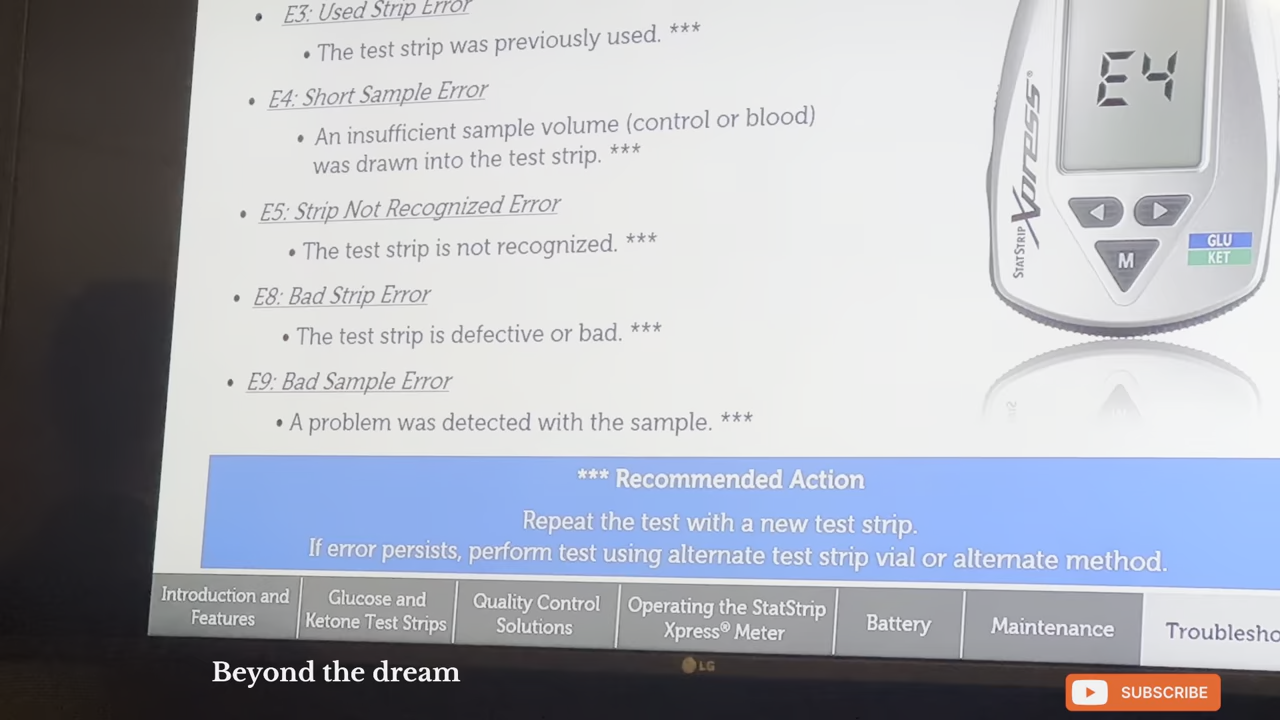 E3: Used Strip Error
• The test strip was previously used. ***
• E4: Short Sample Error
• An insufficient sample volume (control or blood)
was drawn into the test strip. ***
• E5: Strip Not Recognized Error
• The test strip is not recognized. ***
• E8: Bad Strip Error
• The test strip is defective or bad. ***
• E9: Bad Sample Error
• A problem was detected with the sample. ***
E4
STATSTRIP Xpress®
M
GLU
KET
*** Recommended Action
Repeat the test with a new test strip.
If error persists, perform test using alternate test strip vial or alternate method.
Introduction and
Features
Glucose and
Ketone Test Strips
Quality Control
Solutions
Operating the StatStrip
Xpress® Meter
Battery
Maintenance
Troublesho
LG
Beyond the dream
SUBSCRIBE